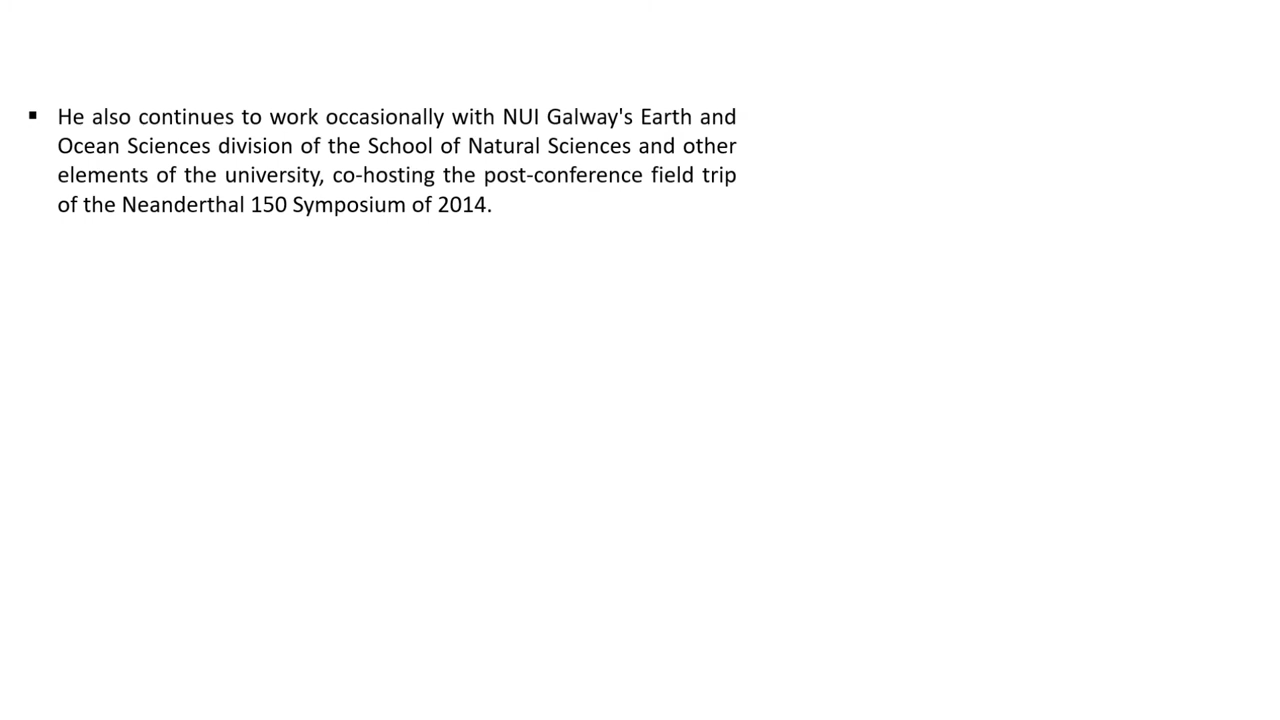 ▪ He also continues to work occasionally with NUI Galway's Earth and
Ocean Sciences division of the School of Natural Sciences and other
elements of the university, co-hosting the post-conference field trip
of the Neanderthal 150 Symposium of 2014.